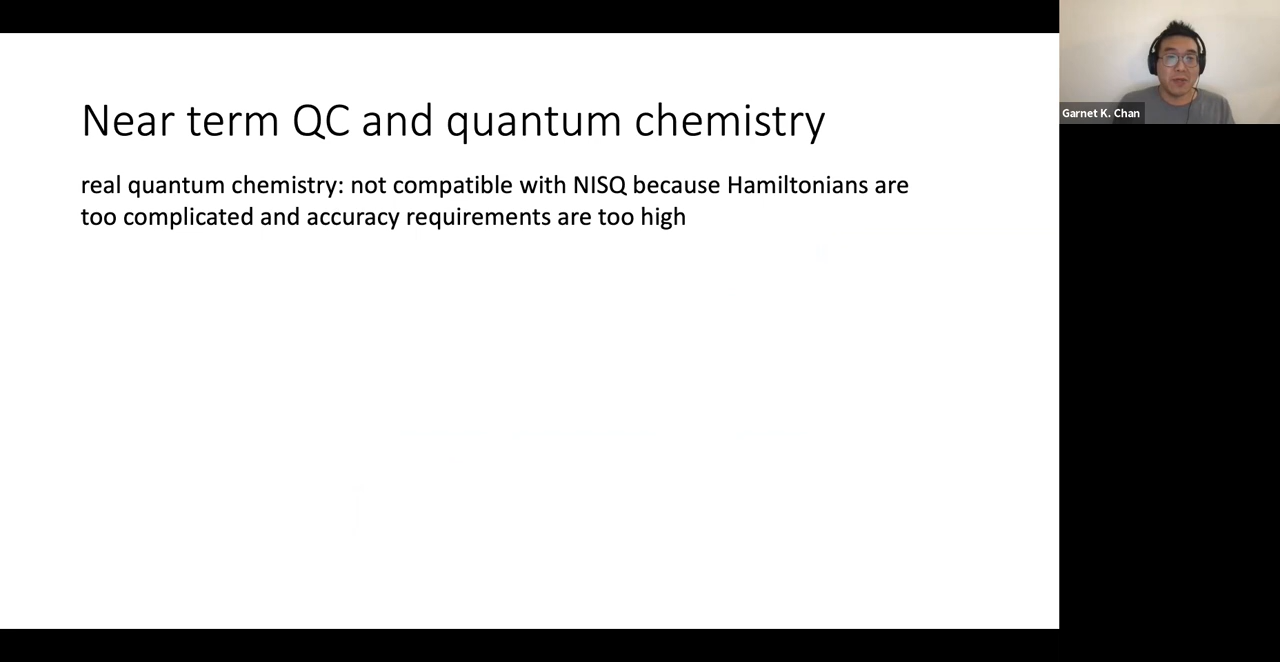 Near term QC and quantum chemistry
real quantum chemistry: not compatible with NISQ because Hamiltonians are
too complicated and accuracy requirements are too high
Garnet K. Chan